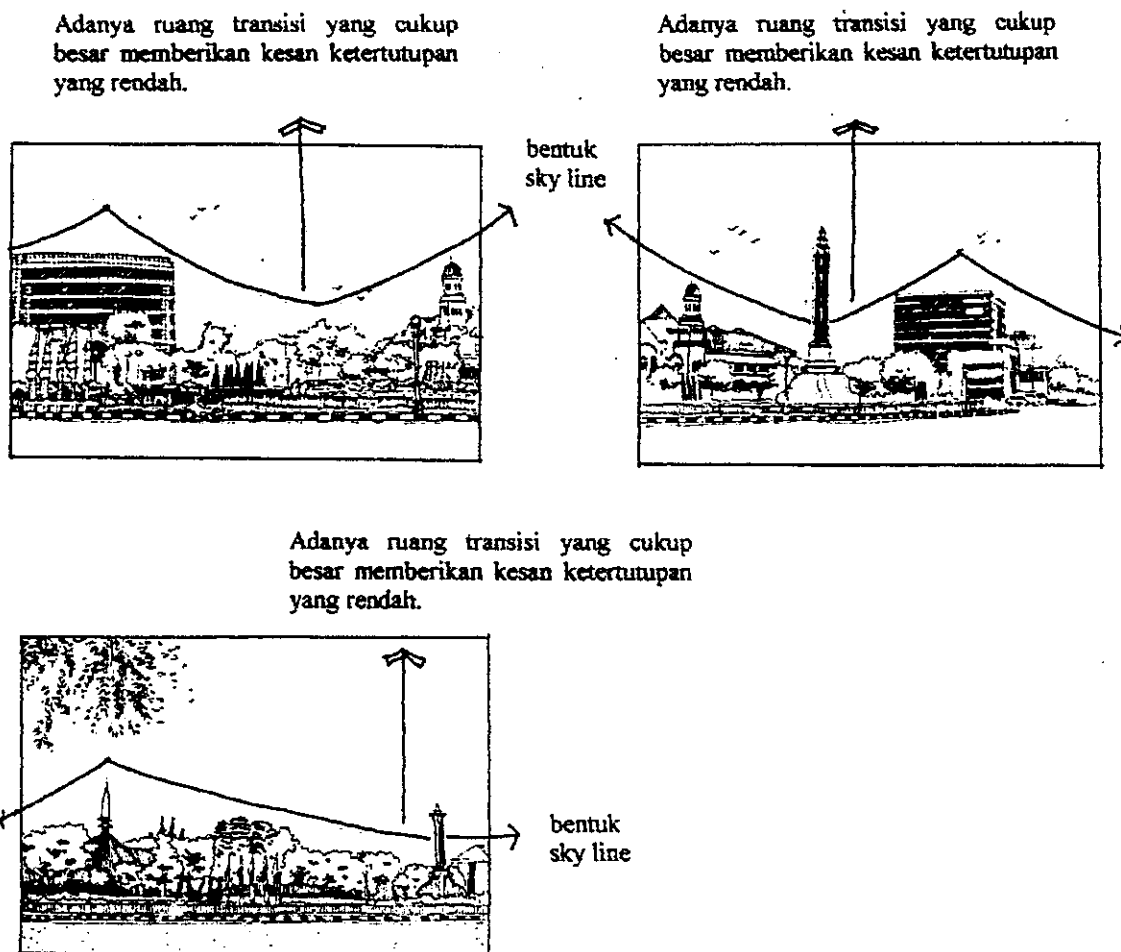 Adanya ruang transisi yang cukup
besar memberikan kesan ketertutupan
yang rendah.
Adanya ruang transisi yang cukup
besar memberikan kesan ketertutupan
yang rendah.
bentuk
sky line
Adanya ruang transisi yang cukup
besar memberikan kesan ketertutupan
yang rendah.
bentuk
sky line